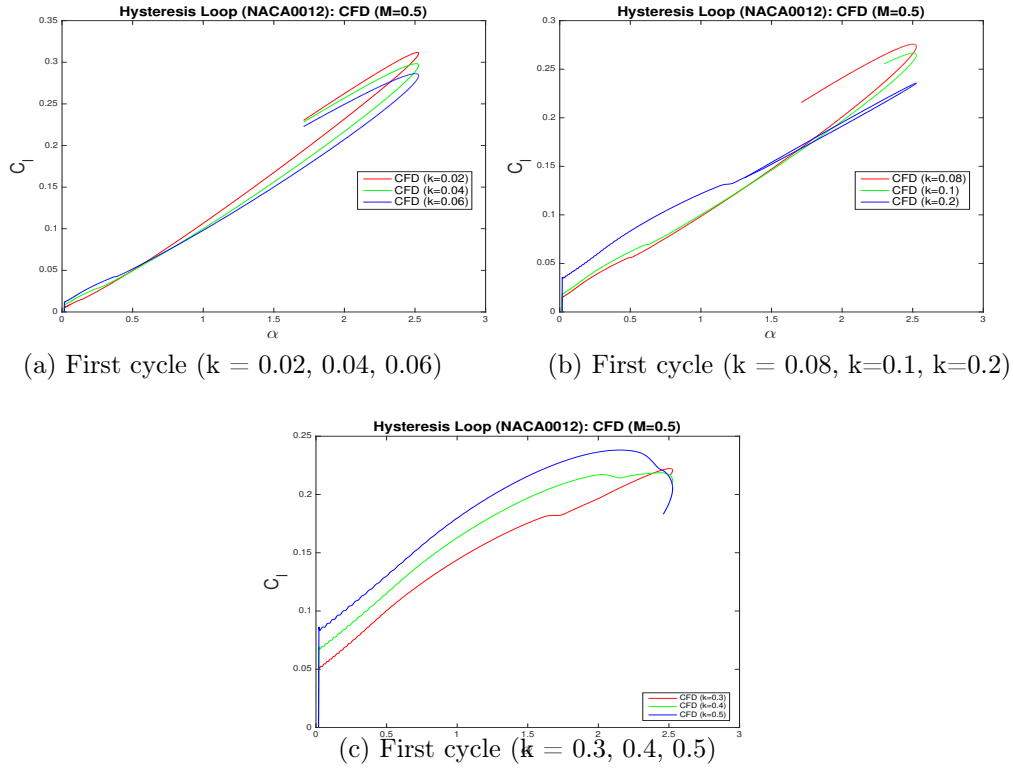 Hysteresis Loop (NACA0012): CFD (M=0.5)
0.35
0.3
0.25
0.2
0.15
0.1
0.05
0
C_l
CFD (k=0.02)
CFD (k=0.04)
CFD (k=0.06)
0 0.5 1 1.5 2 2.5 3
α
(a) First cycle (k = 0.02, 0.04, 0.06)
Hysteresis Loop (NACA0012): CFD (M=0.5)
0.3
0.25
0.2
0.15
0.1
0.05
0
C_l
CFD (k=0.08)
CFD (k=0.1)
CFD (k=0.2)
0 0.5 1 1.5 2 2.5 3
α
(b) First cycle (k = 0.08, k=0.1, k=0.2)
Hysteresis Loop (NACA0012): CFD (M=0.5)
0.25
0.2
0.15
0.1
0.05
0
C_l
CFD (k=0.3)
CFD (k=0.4)
CFD (k=0.5)
0 0.5 1 1.5 2 2.5 3
(c) First cycle (k = 0.3, 0.4, 0.5)